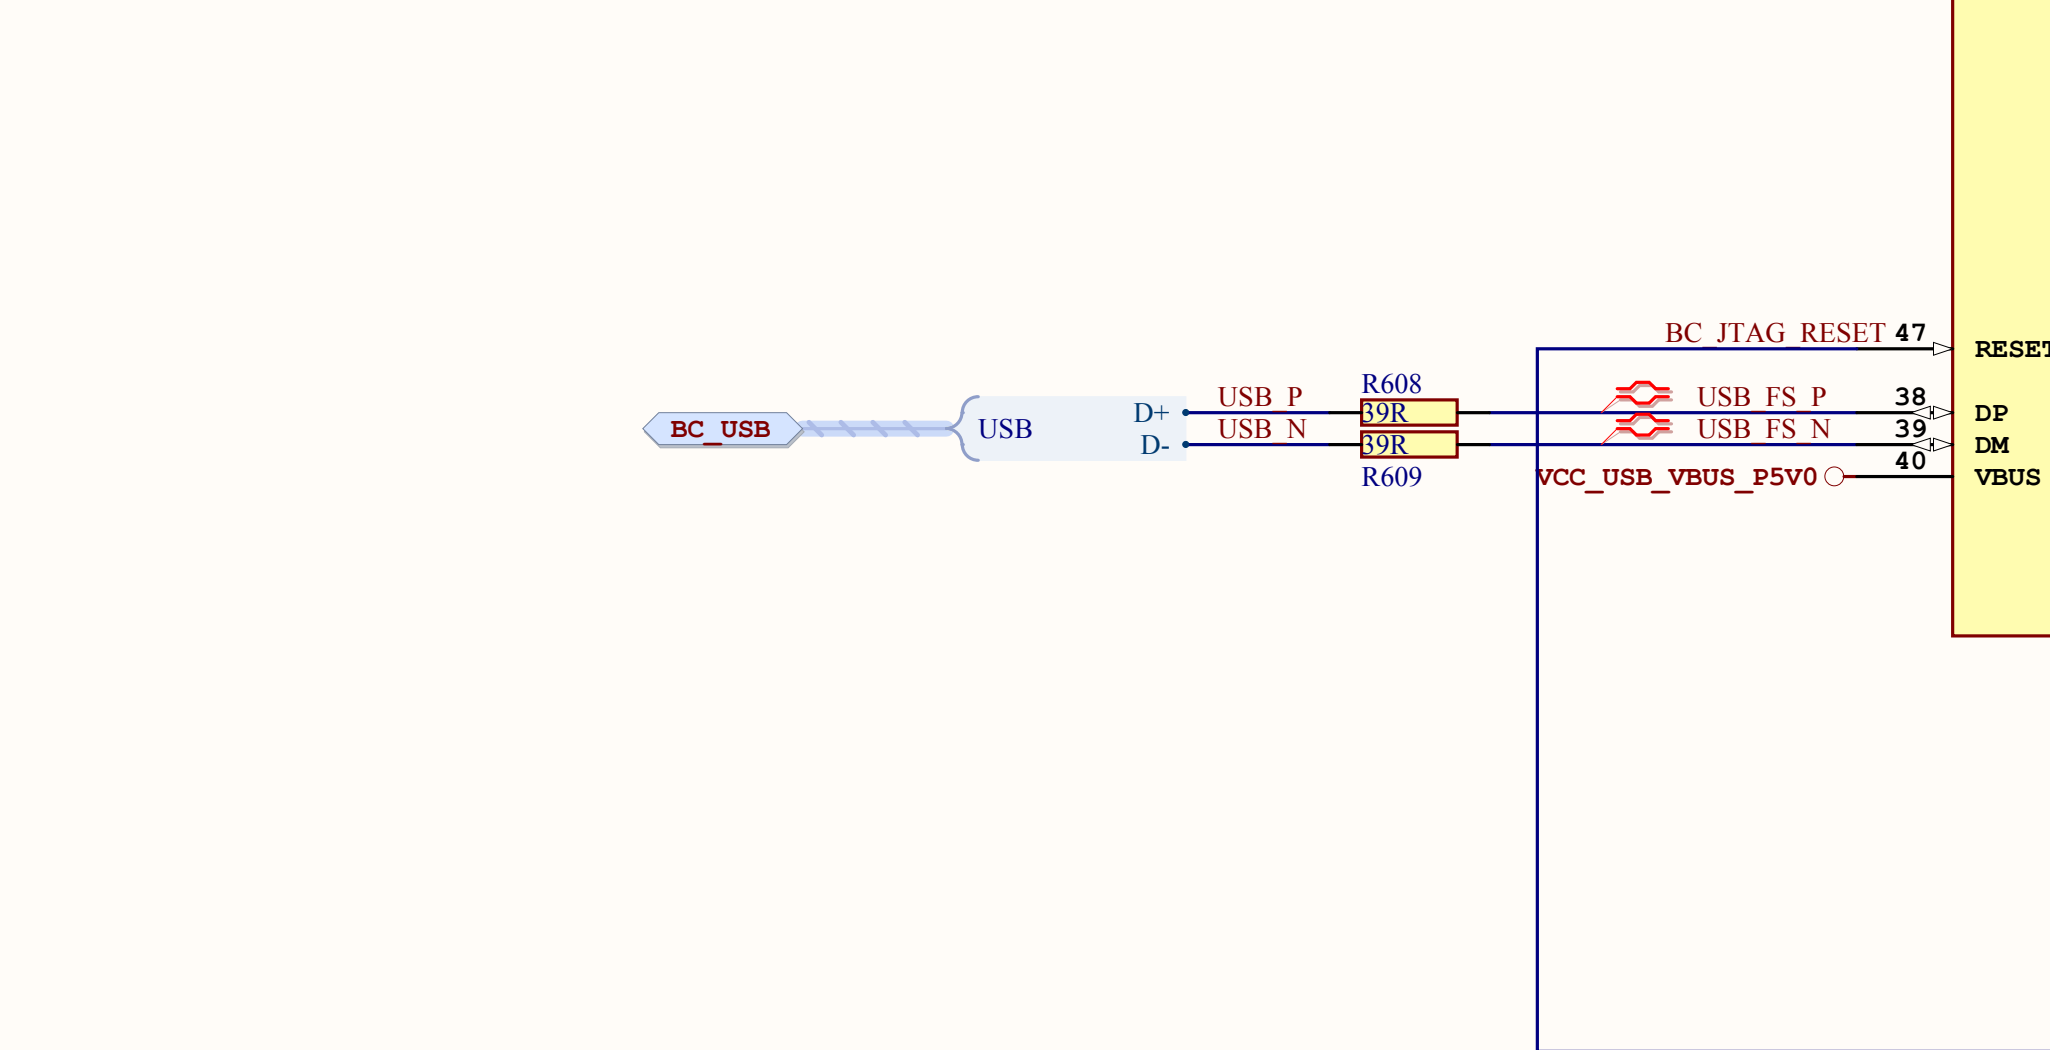 BC_JTAG_RESET 47
RESET
R608
USB_P
USB_FS_P
38
BC_USB
USB
D+
39R
DP
USB_N
USB_FS_N
39
D-
39R
DM
R609
VCC_USB_VBUS_P5V0
40
VBUS